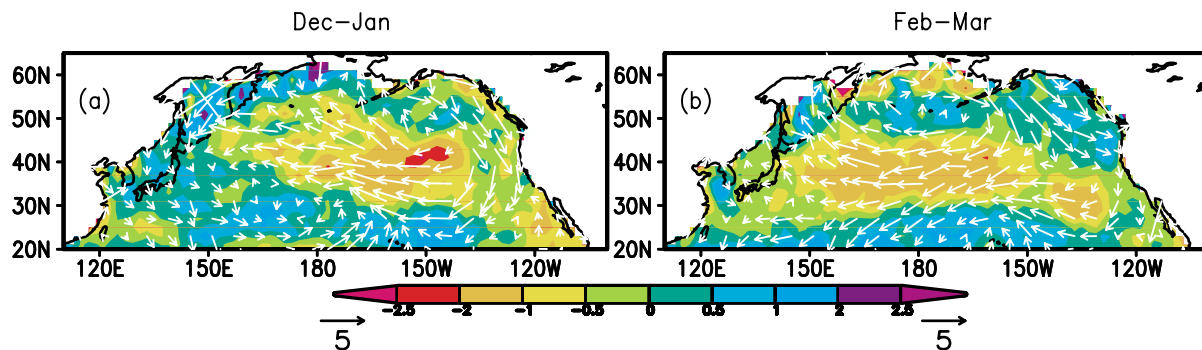 Dec-Jan Feb-Mar
60N 60N
(a) (b)
50N 50N
40N 40N
30N 30N
20N 20N
120E 150E 180 150W 120W 120E 150E 180 150W 120W
-2.5 -2 -1 -0.5 0 0.5 1 2 2.5
5 5